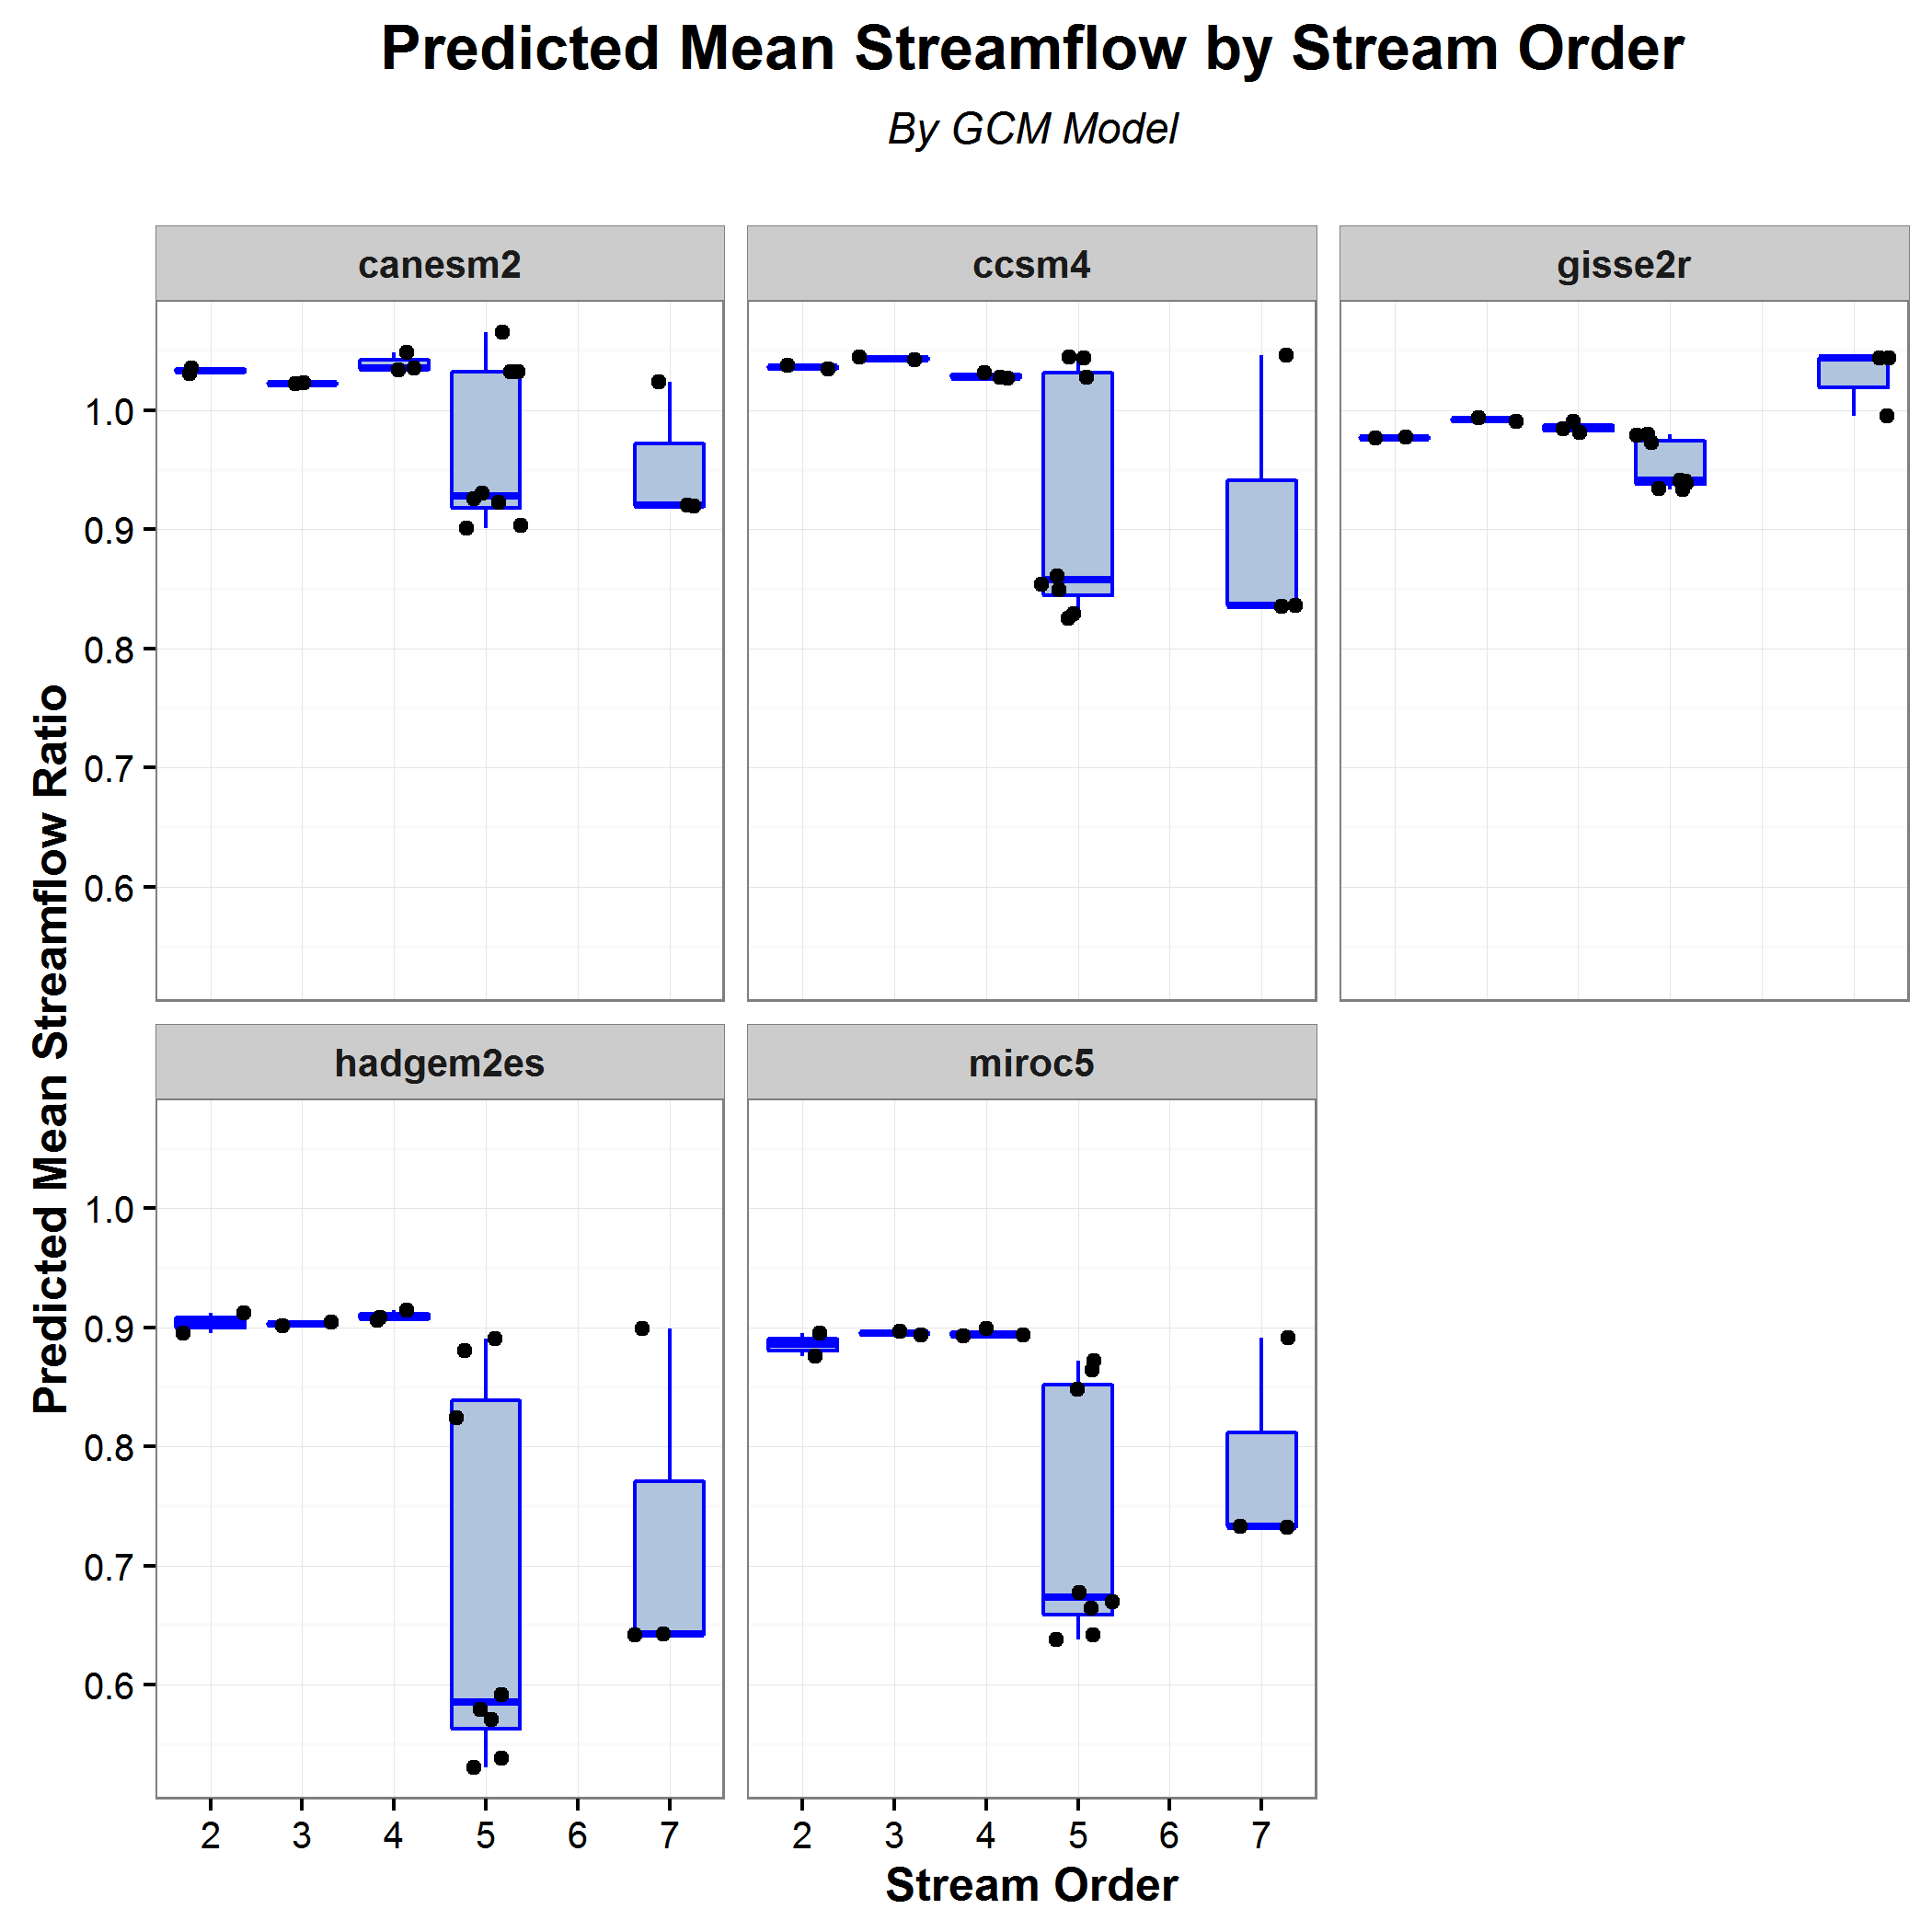 Predicted Mean Streamflow by Stream Order
By GCM Model
canesm2
ccsm4
gisse2r
1.0
0.9
0.8
0.7
0.6
Predicted Mean Streamflow Ratio
hadgem2es
miroc5
1.0
0.9
0.8
0.7
0.6
2 3 4 5 6 7
2 3 4 5 6 7
Stream Order